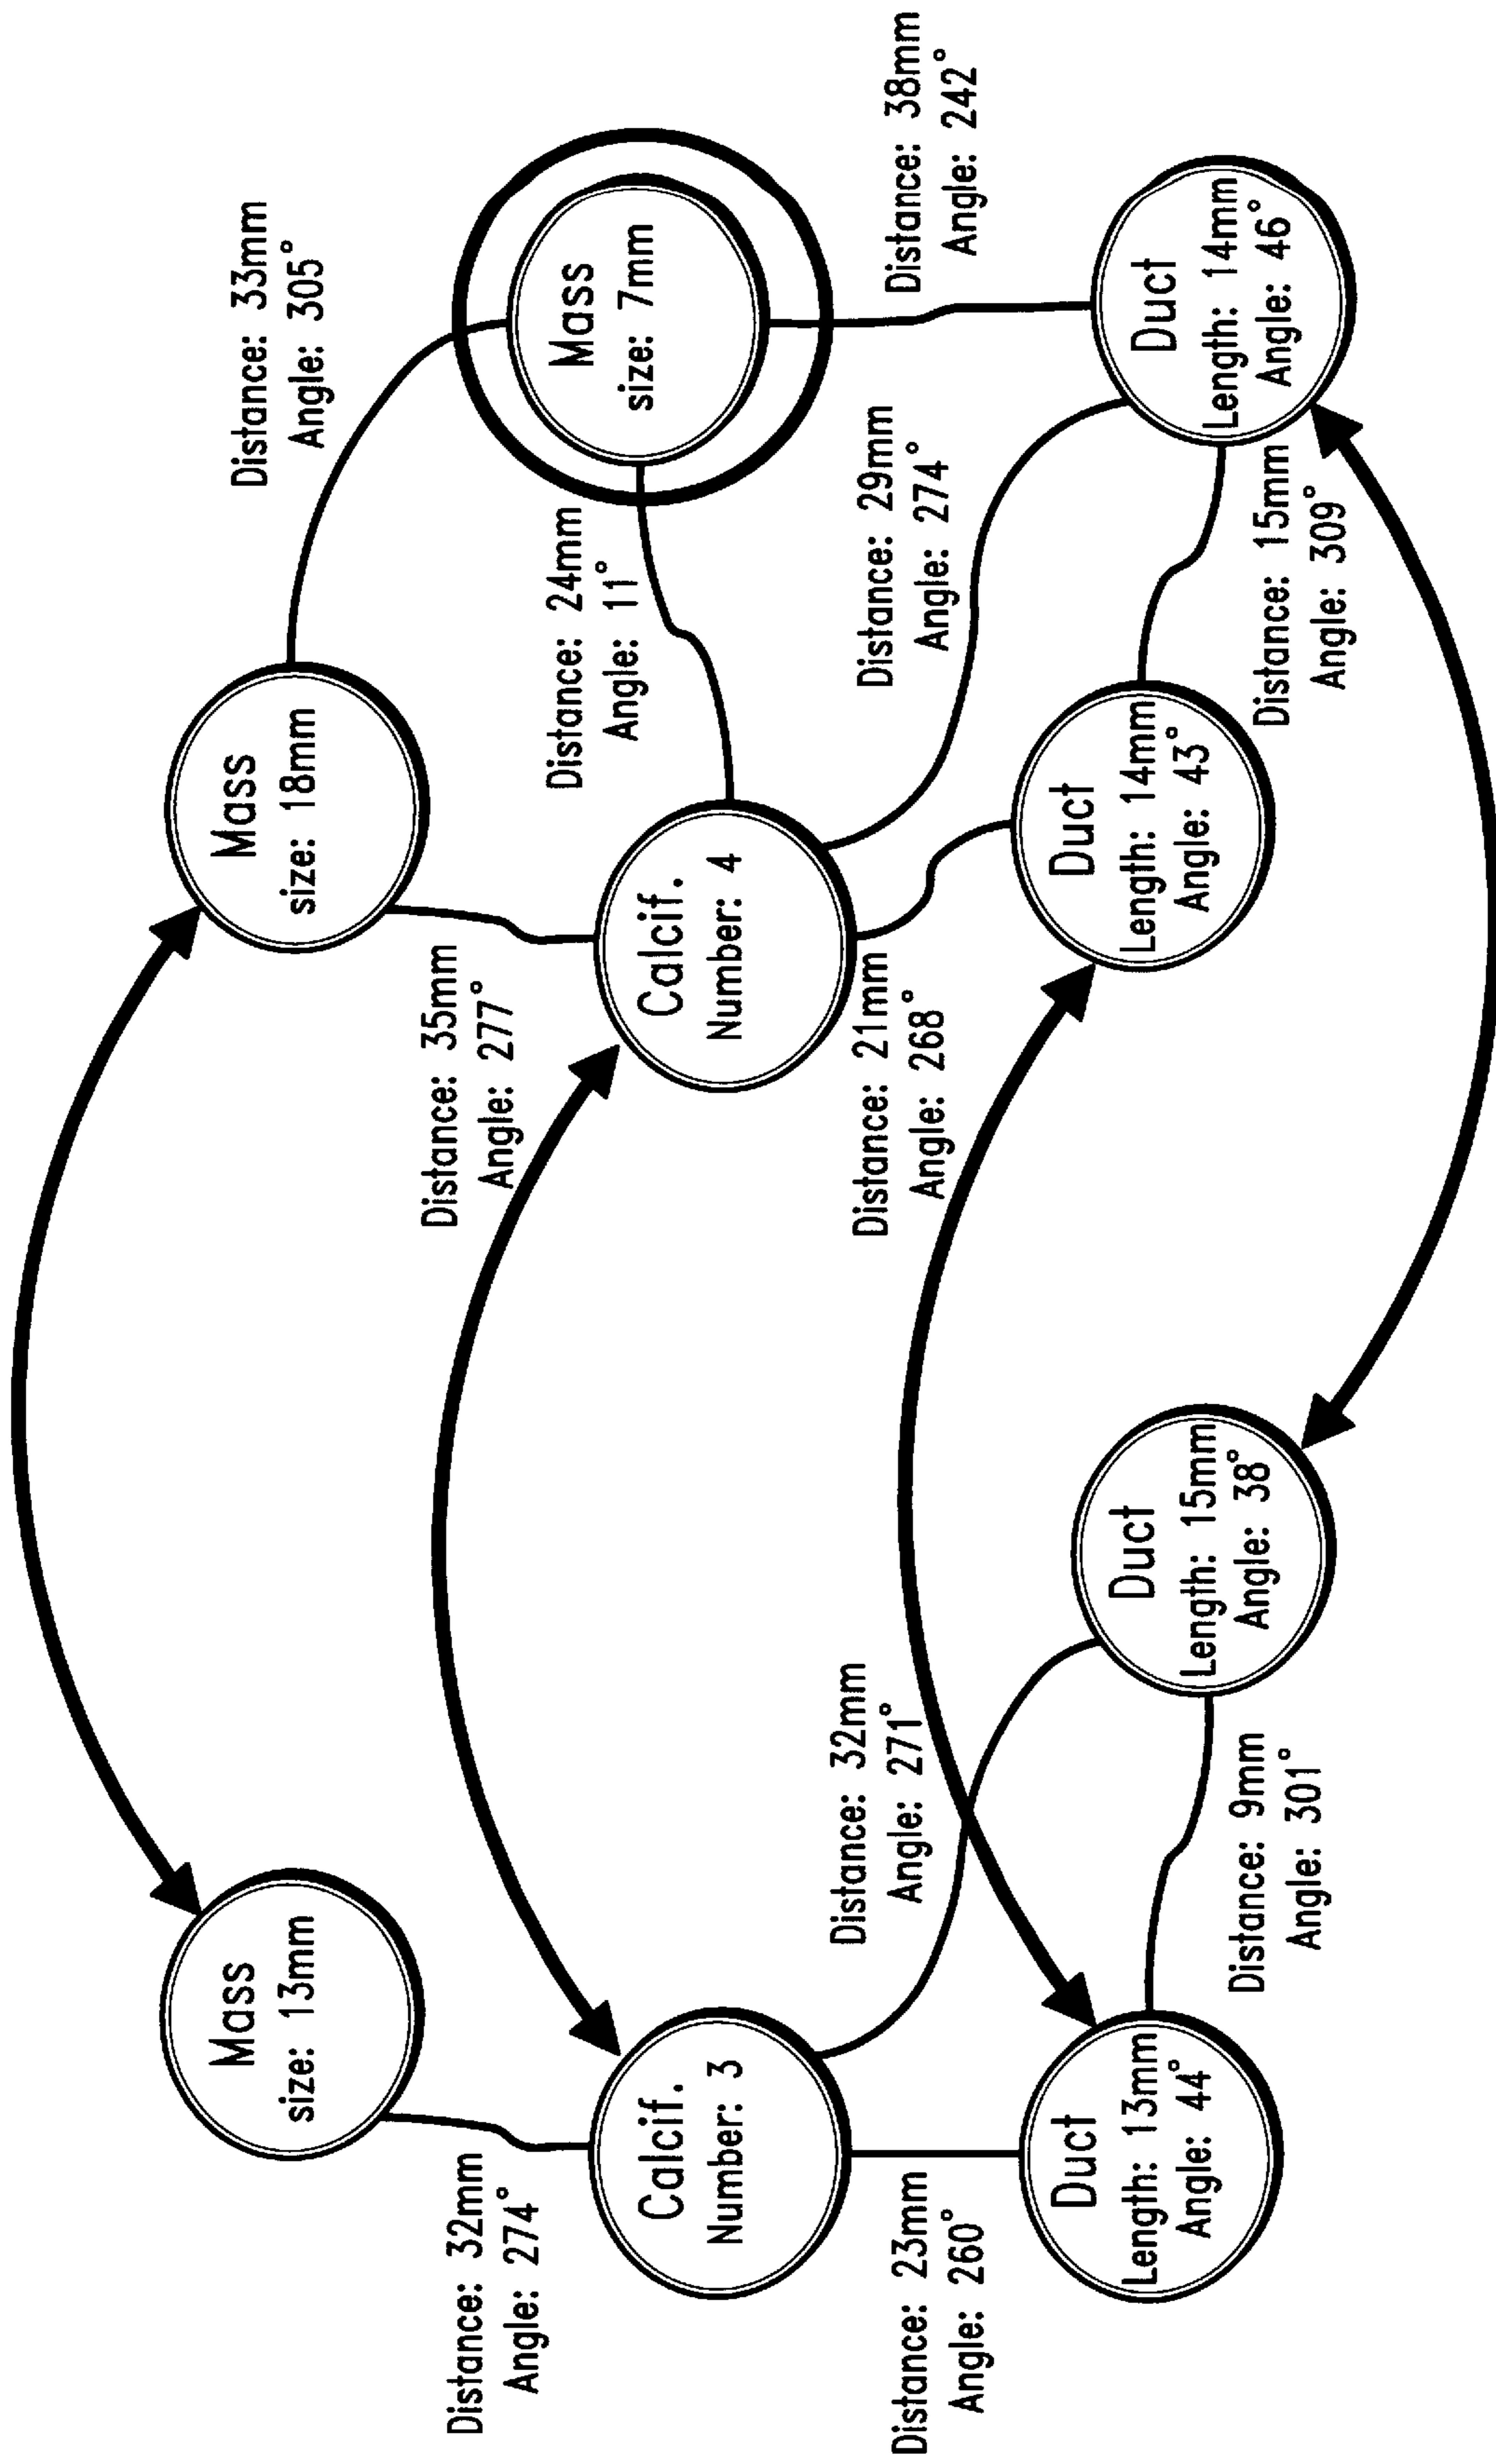 Mass
size: 13mm
Distance: 32mm
Angle: 274°
Calcif.
Number: 3
Distance: 23mm
Angle: 260°
Duct
Length: 13mm
Angle: 44°
Distance: 32mm
Angle: 271°
Distance: 9mm
Angle: 301°
Duct
Length: 15mm
Angle: 38°
Mass
size: 18mm
Distance: 33mm
Angle: 305°
Distance: 35mm
Angle: 277°
Calcif.
Number: 4
Distance: 24mm
Angle: 11°
Mass
size: 7mm
Distance: 21mm
Angle: 268°
Distance: 29mm
Angle: 274°
Distance: 38mm
Angle: 242°
Duct
Length: 14mm
Angle: 43°
Distance: 15mm
Angle: 309°
Duct
Length: 14mm
Angle: 46°